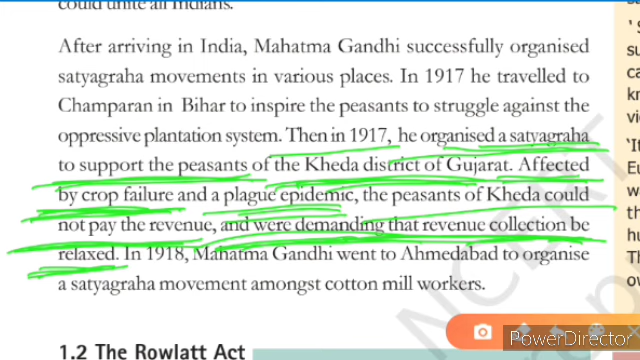 could unite all Indians.
After arriving in India, Mahatma Gandhi successfully organised
satyagraha movements in various places. In 1917 he travelled to
Champaran in Bihar to inspire the peasants to struggle against the
oppressive plantation system. Then in 1917, he organised a satyagraha
to support the peasants of the Kheda district of Gujarat. Affected
by crop failure and a plague epidemic, the peasants of Kheda could
not pay the revenue, and were demanding that revenue collection be
relaxed. In 1918, Mahatma Gandhi went to Ahmedabad to organise
a satyagraha movement amongst cotton mill workers.
1.2 The Rowlatt Act
NCERT
PowerDirector